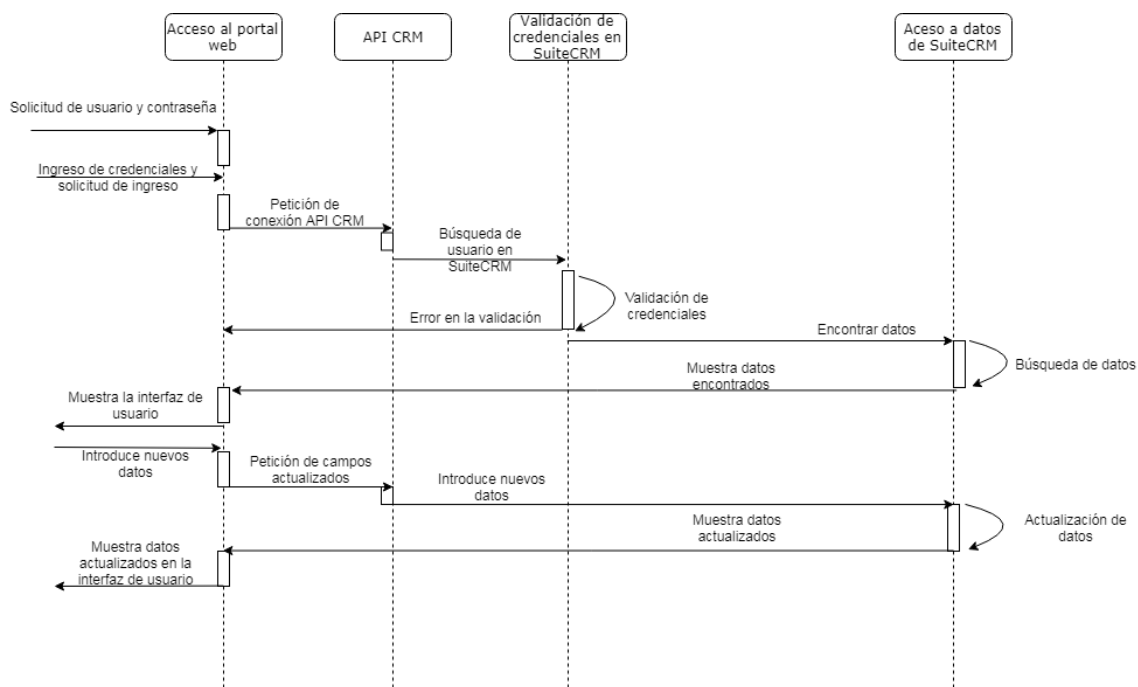 Acceso al portal
web
API CRM
Validación de
credenciales en
SuiteCRM
Aceso a datos
de SuiteCRM
Solicitud de usuario y contraseña
Ingreso de credenciales y
solicitud de ingreso
Petición de
conexión API CRM
Búsqueda de
usuario en
SuiteCRM
Validación de
credenciales
Error en la validación
Encontrar datos
Búsqueda de datos
Muestra datos
encontrados
Muestra la interfaz de
usuario
Introduce nuevos
datos
Petición de campos
actualizados
Introduce nuevos
datos
Actualización de
datos
Muestra datos
actualizados
Muestra datos
actualizados en la
interfaz de usuario